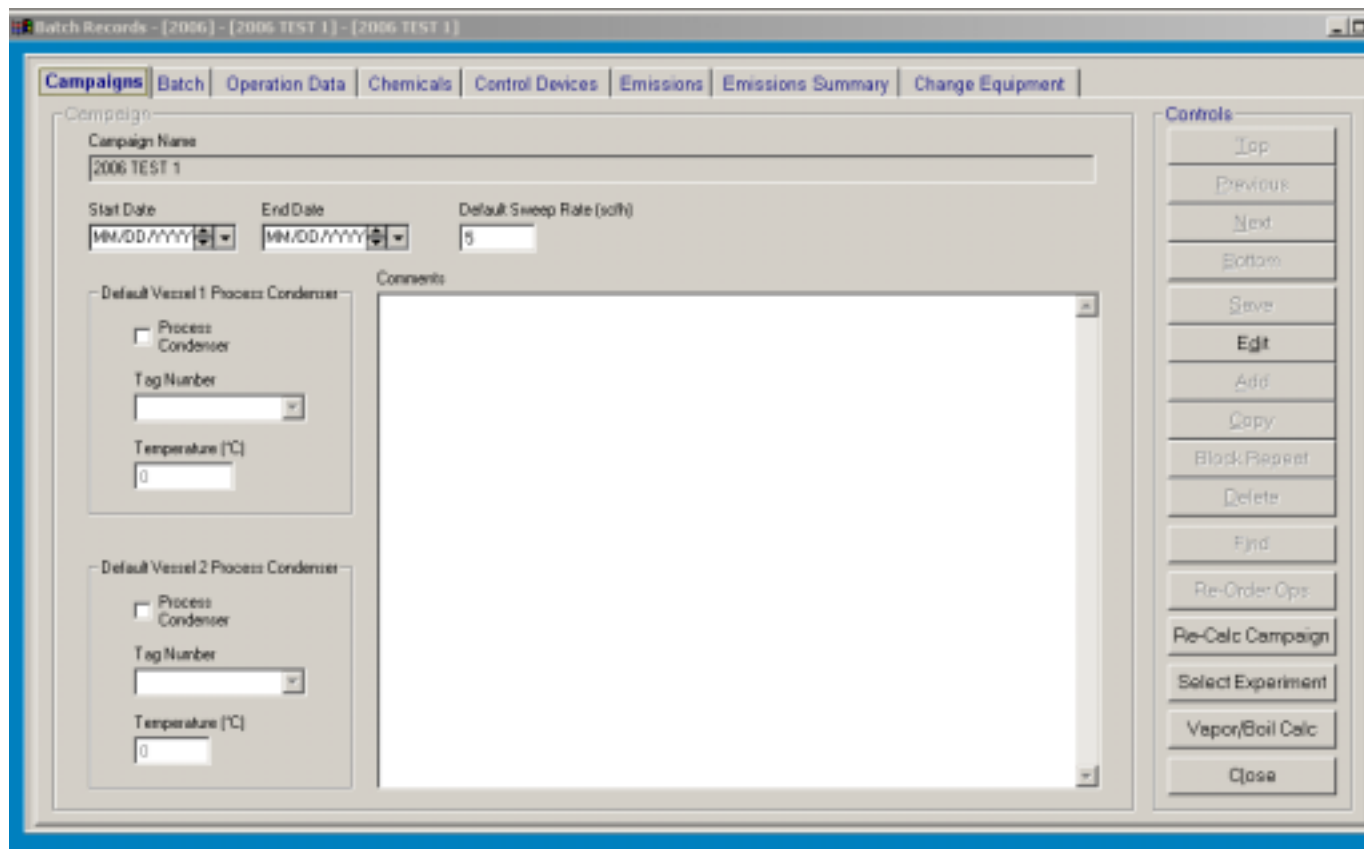 Batch Records - [2006] - [2006 TEST 1] - [2006 TEST 1]
Campaigns Batch Operation Data Chemicals Control Devices Emissions Emissions Summary Change Equipment
Campaign
Campaign Name
2006 TEST 1
Start Date End Date Default Sweep Rate (scfh)
MM/DD/YYYY MM/DD/YYYY 5
Comments
Default Vessel 1 Process Condenser
Process
Condenser
Tag Number
Temperature (°C)
0
Default Vessel 2 Process Condenser
Process
Condenser
Tag Number
Temperature (°C)
0
Controls
Top
Previous
Next
Bottom
Save
Edit
Add
Copy
Block Repeat
Delete
Find
Re-Order Ops
Re-Calc Campaign
Select Experiment
Vapor/Boil Calc
Close